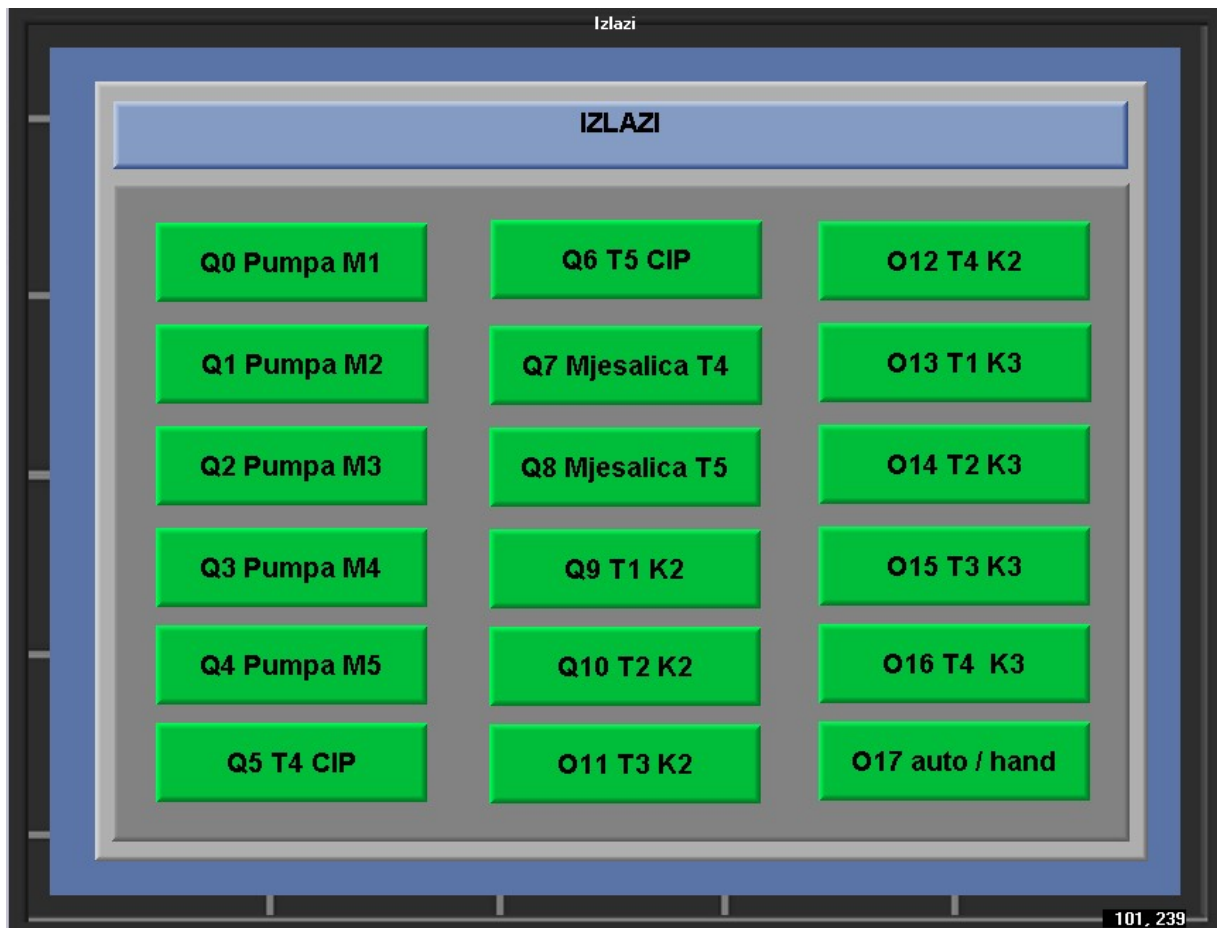 Izlazi
IZLAZI
Q0 Pumpa M1
Q1 Pumpa M2
Q2 Pumpa M3
Q3 Pumpa M4
Q4 Pumpa M5
Q5 T4 CIP
Q6 T5 CIP
Q7 Mjesalica T4
Q8 Mjesalica T5
Q9 T1 K2
Q10 T2 K2
O11 T3 K2
O12 T4 K2
O13 T1 K3
O14 T2 K3
O15 T3 K3
O16 T4 K3
O17 auto / hand
101, 239